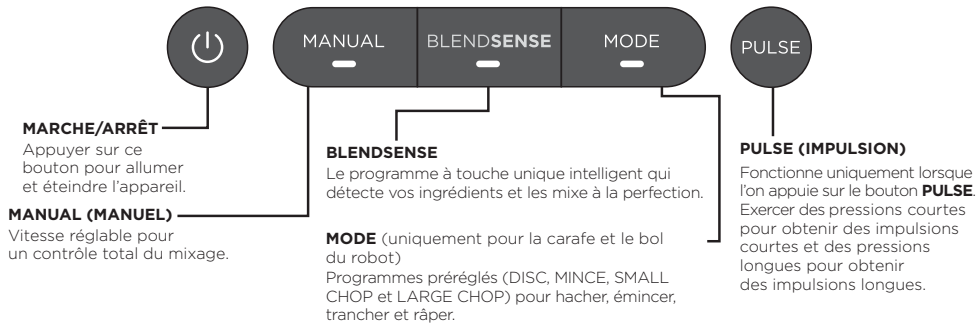 MANUAL
BLENDSENSE
MODE
PULSE
MARCHE/ARRÊT
Appuyer sur ce
bouton pour allumer
et éteindre l'appareil.
MANUAL (MANUEL)
Vitesse réglable pour
un contrôle total du mixage.
BLENDSENSE
Le programme à touche unique intelligent qui
détecte vos ingrédients et les mixe à la perfection.
MODE (uniquement pour la carafe et le bol
du robot)
Programmes préréglés (DISC, MINCE, SMALL
CHOP et LARGE CHOP) pour hacher, émincer,
trancher et râper.
PULSE (IMPULSION)
Fonctionne uniquement lorsque
l'on appuie sur le bouton PULSE.
Exercer des pressions courtes
pour obtenir des impulsions
courtes et des pressions
longues pour obtenir
des impulsions longues.